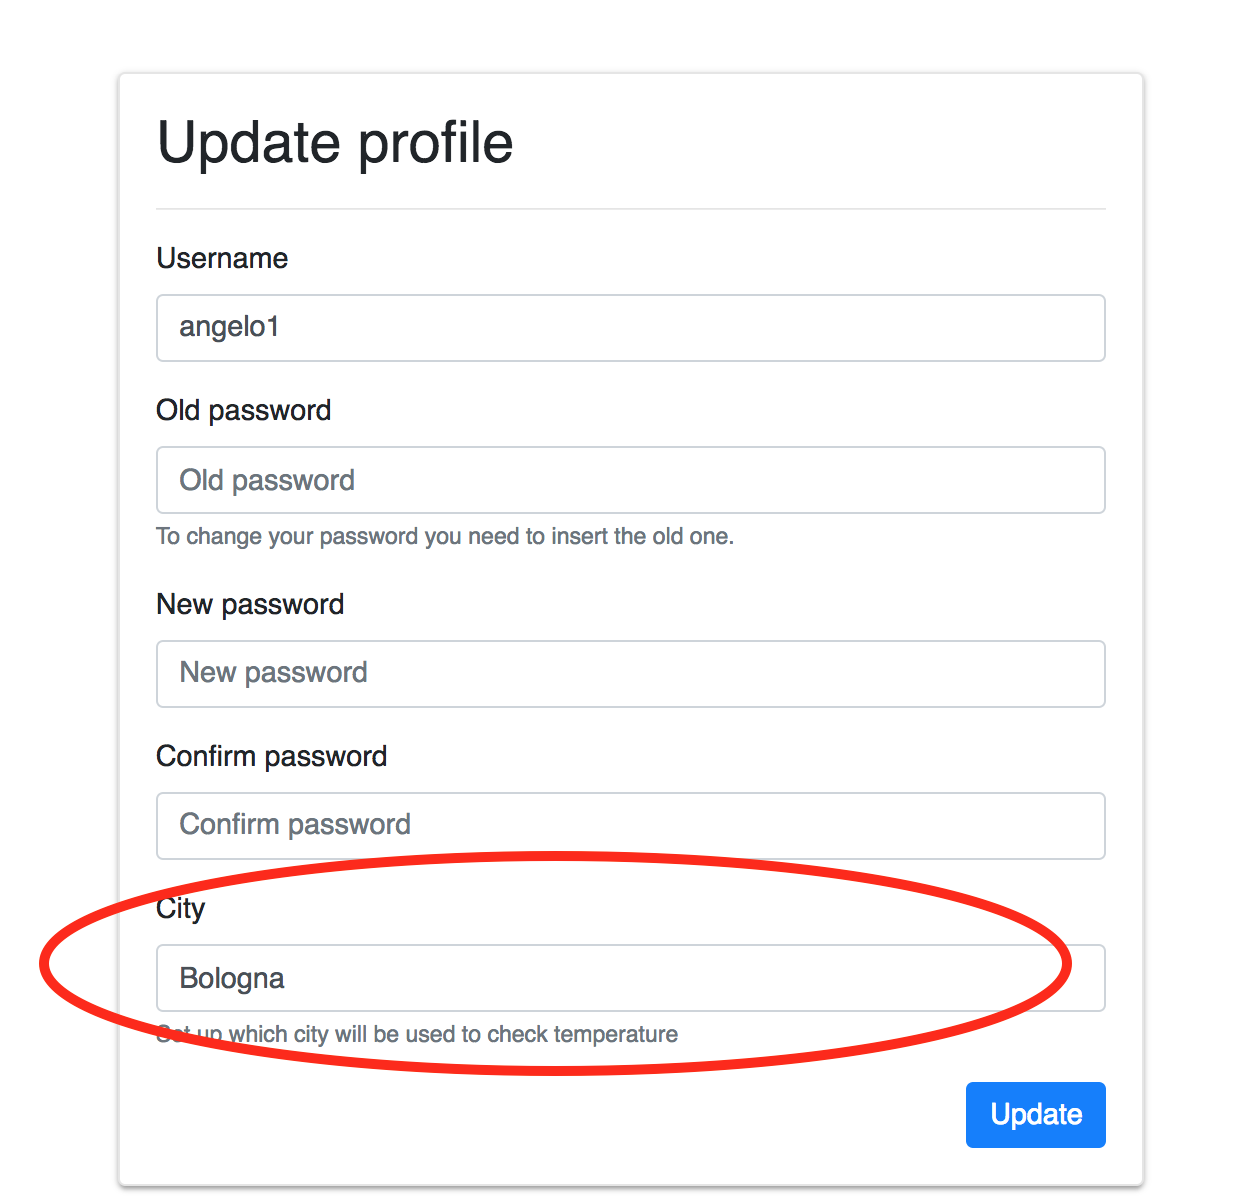 Update profile
Username
angelo1
Old password
Old password
To change your password you need to insert the old one.
New password
New password
Confirm password
Confirm password
City
Bologna
Set up which city will be used to check temperature
Update